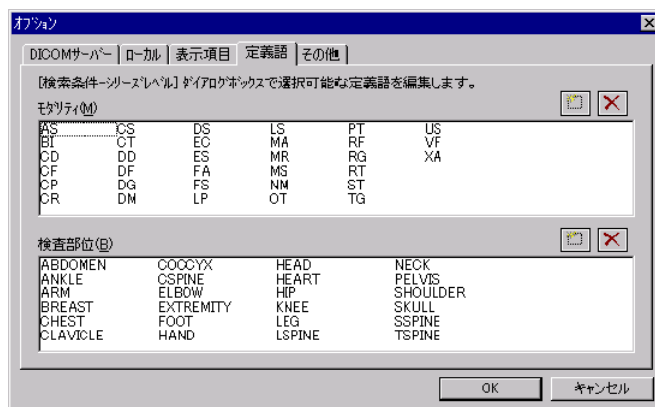 オプション
DICOMサーバー ローカル 表示項目 定義語 その他
[検索条件-シリーズレベル] ダイアログボックスで選択可能な定義語を編集します。
モダリティ(M)
AS CS DS LS PT US
BI CT EC MA RF VF
CD DD ES MR RG XA
CF DF FA MS RT
CP DG FS NM ST
CR DM LP OT TG
検査部位(B)
ABDOMEN COCCYX HEAD NECK
ANKLE CSPINE HEART PELVIS
ARM ELBOW HIP SHOULDER
BREAST EXTREMITY KNEE SKULL
CHEST FOOT LEG SSPINE
CLAVICLE HAND LSPINE TSPINE
OK キャンセル